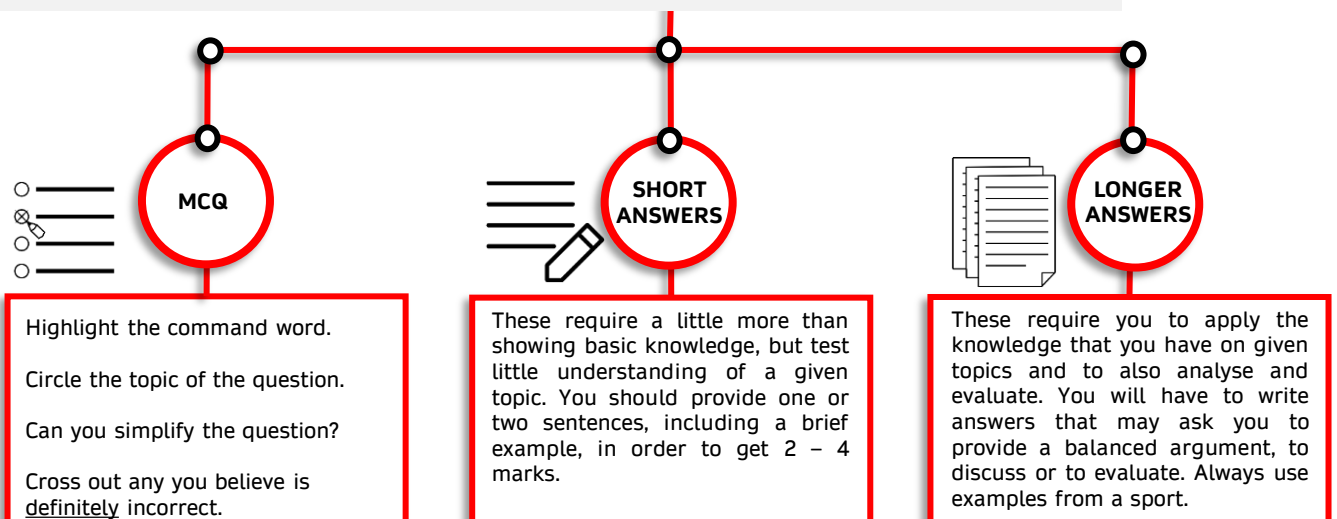 MCQ
SHORT
ANSWERS
LONGER
ANSWERS
Highlight the command word.
Circle the topic of the question.
Can you simplify the question?
Cross out any you believe is
definitely incorrect.
These require a little more than
showing basic knowledge, but test
little understanding of a given
topic. You should provide one or
two sentences, including a brief
example, in order to get 2 – 4
marks.
These require you to apply the
knowledge that you have on given
topics and to also analyse and
evaluate. You will have to write
answers that may ask you to
provide a balanced argument, to
discuss or to evaluate. Always use
examples from a sport.